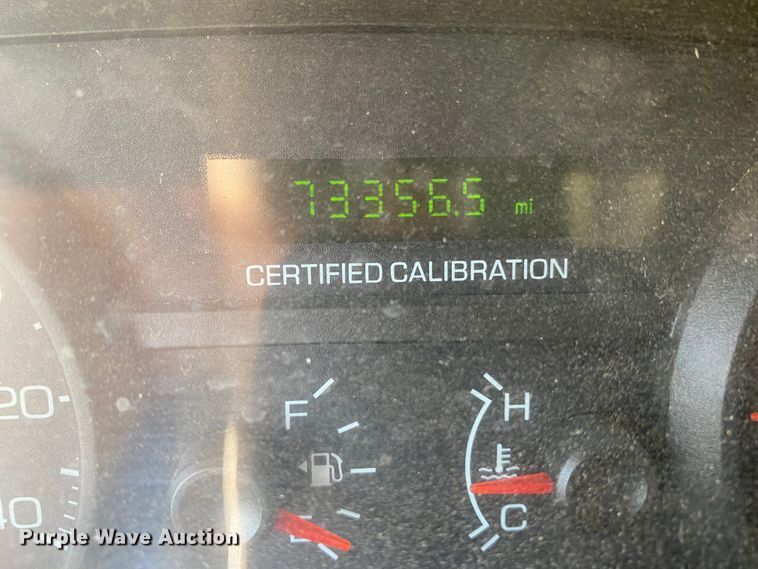 73356.5 mi
CERTIFIED CALIBRATION
20
F
H
40
C
Purple Wave Auction